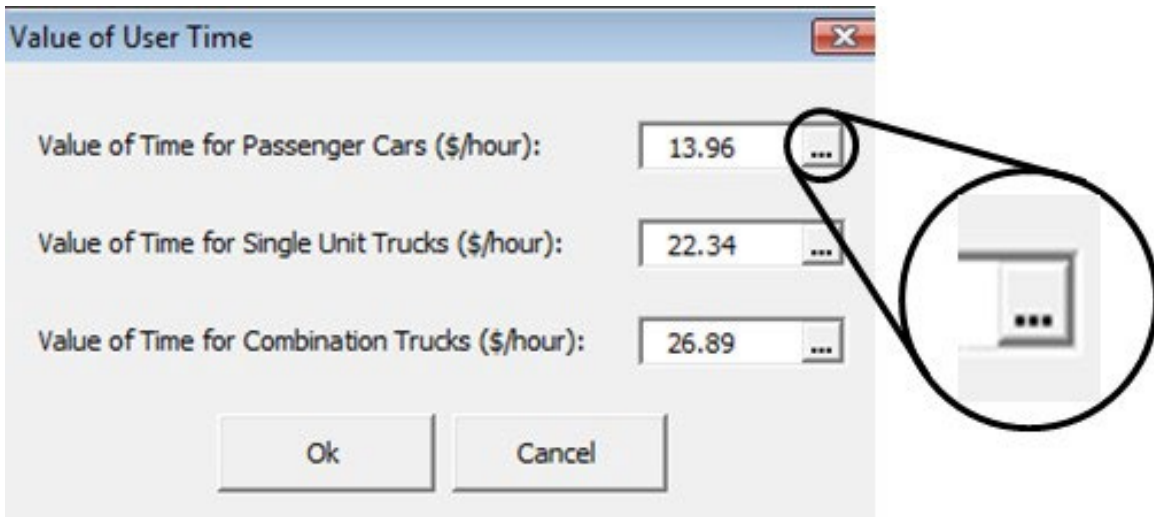 Value of User Time
Value of Time for Passenger Cars ($/hour): 13.96 ...
Value of Time for Single Unit Trucks ($/hour): 22.34 ...
Value of Time for Combination Trucks ($/hour): 26.89 ...
Ok Cancel
...